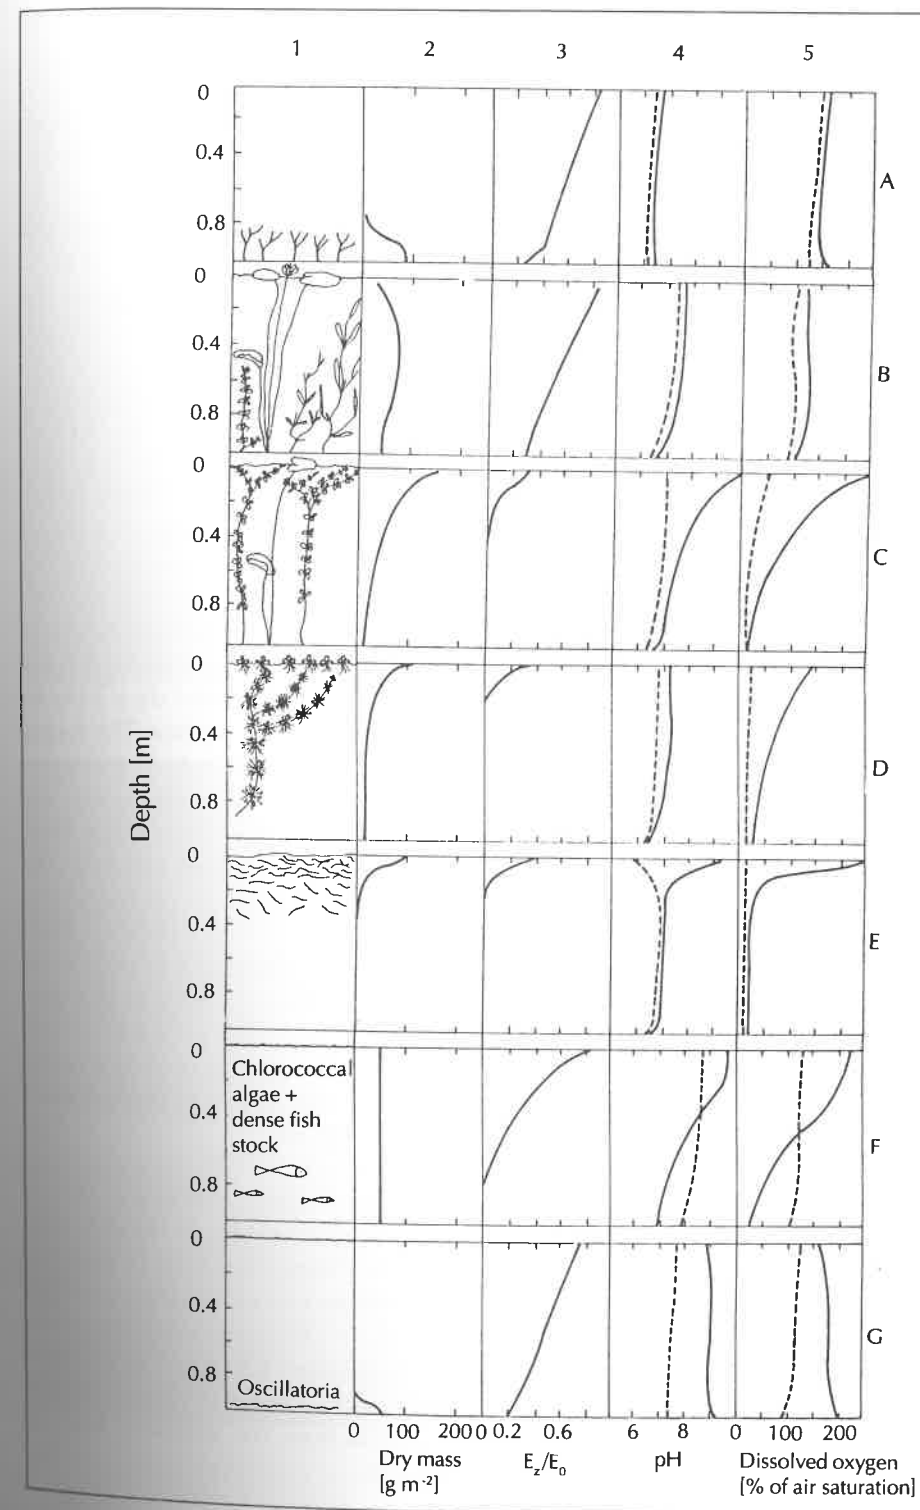 1 2 3 4 5
0
0.4
0.8
A
0
0.4
0.8
B
0
0.4
0.8
C
0
0.4
0.8
D
0
0.4
0.8
E
0
0.4
0.8
F
Chlorococcal
algae +
dense fish
stock
0
0.4
0.8
G
Oscillatoria
Depth [m]
0 100 200 0 0.2 0.6 6 8 0 100 200
Dry mass
[g m⁻²]
E_z/E_0
pH
Dissolved oxygen
[% of air saturation]